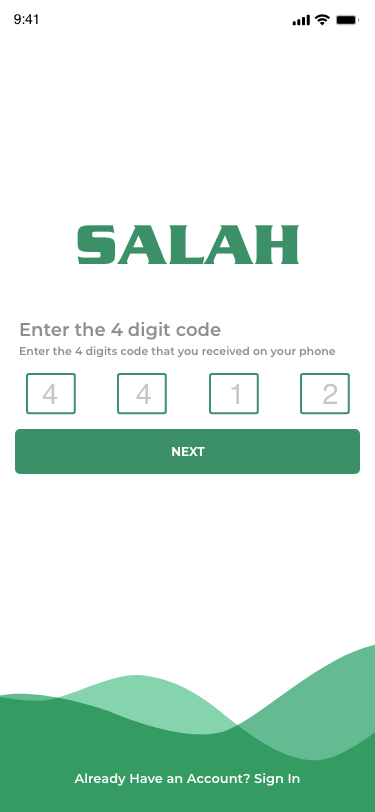 9:41
SALAH
Enter the 4 digit code
Enter the 4 digits code that you received on your phone
4 4 1 2
NEXT
Already Have an Account? Sign In